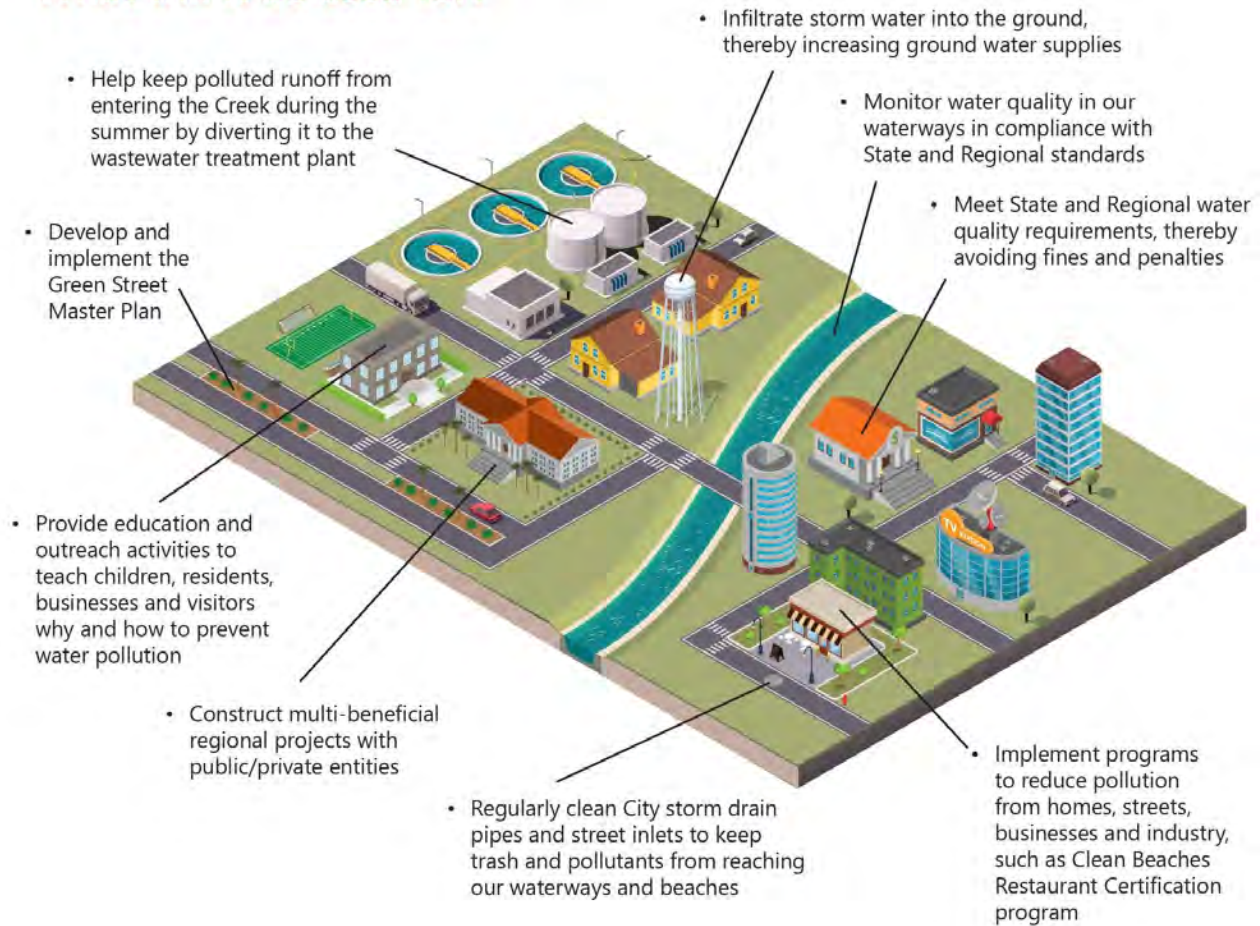 • Infiltrate storm water into the ground,
thereby increasing ground water supplies
• Help keep polluted runoff from
entering the Creek during the
summer by diverting it to the
wastewater treatment plant
• Monitor water quality in our
waterways in compliance with
State and Regional standards
• Meet State and Regional water
quality requirements, thereby
avoiding fines and penalties
• Develop and
implement the
Green Street
Master Plan
• Provide education and
outreach activities to
teach children, residents,
businesses and visitors
why and how to prevent
water pollution
• Construct multi-beneficial
regional projects with
public/private entities
• Regularly clean City storm drain
pipes and street inlets to keep
trash and pollutants from reaching
our waterways and beaches
• Implement programs
to reduce pollution
from homes, streets,
businesses and industry,
such as Clean Beaches
Restaurant Certification
program
TV